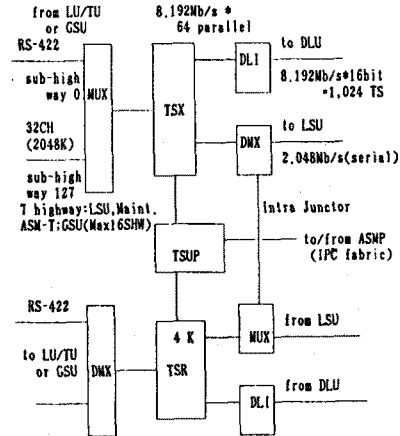 from LU/TU
or GSU
RS-422
sub-high
way 0
MUX
32CH
(2048K)
sub-high
way 127
7 highway:LSU,Maint.
ASM-T;GSU(Max16SHW)
8,192Mb/s *
64 parallel
TSX
DLI
to DLU
8,192Mb/s*16bit
*1,024 TS
DMX
to LSU
2,048Mb/s(serial)
Intra Junctor
TSUP
to/from ASMP
(IPC fabric)
RS-422
to LU/TU
or GSU
DMX
4 K
TSR
MUX
from LSU
DLI
from DLU